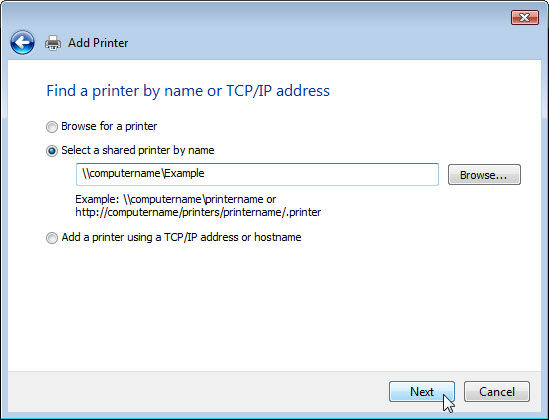 Add Printer
Find a printer by name or TCP/IP address
Browse for a printer
Select a shared printer by name
\\computername\Example
Browse...
Example: \\computername\printername or
http://computername/printers/printername/.printer
Add a printer using a TCP/IP address or hostname
Next
Cancel